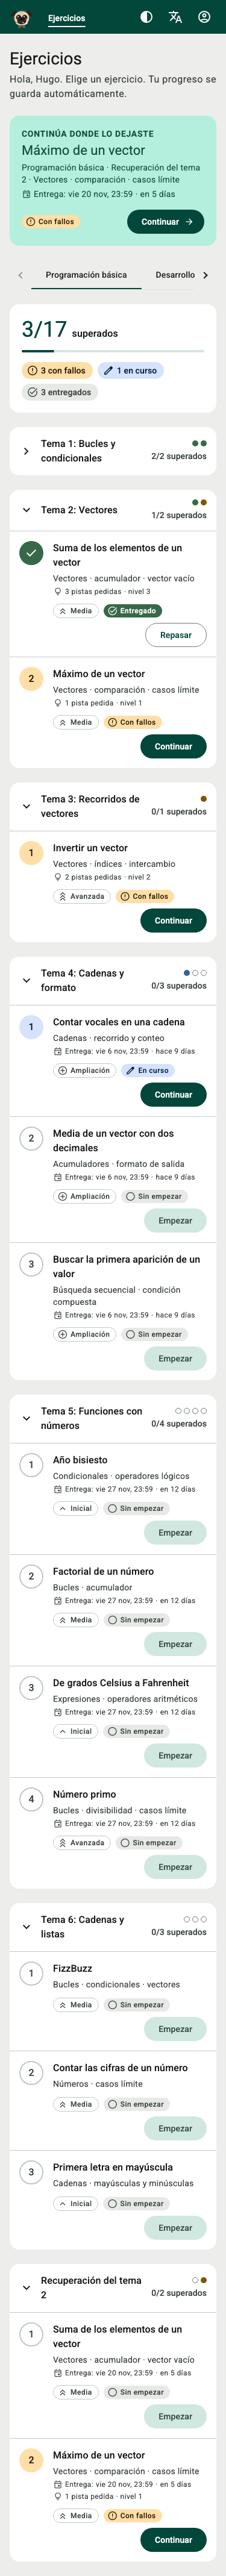 Ejercicios
Ejercicios
Hola, Hugo. Elige un ejercicio. Tu progreso se
guarda automáticamente.
CONTINÚA DONDE LO DEJASTE
Máximo de un vector
Programación básica · Recuperación del tema
2 · Vectores · comparación · casos límite
Entrega: vie 20 nov, 23:59 · en 5 días
Con fallos
Continuar
Programación básica
Desarrollo
3/17 superados
3 con fallos
1 en curso
3 entregados
Tema 1: Bucles y
condicionales
2/2 superados
Tema 2: Vectores
1/2 superados
Suma de los elementos de un
vector
Vectores · acumulador · vector vacío
3 pistas pedidas · nivel 3
Media
Entregado
Repasar
2
Máximo de un vector
Vectores · comparación · casos límite
1 pista pedida · nivel 1
Media
Con fallos
Continuar
Tema 3: Recorridos de
vectores
0/1 superados
1
Invertir un vector
Vectores · índices · intercambio
2 pistas pedidas · nivel 2
Avanzada
Con fallos
Continuar
Tema 4: Cadenas y
formato
0/3 superados
1
Contar vocales en una cadena
Cadenas · recorrido y conteo
Entrega: vie 6 nov, 23:59 · hace 9 días
Ampliación
En curso
Continuar
2
Media de un vector con dos
decimales
Acumuladores · formato de salida
Entrega: vie 6 nov, 23:59 · hace 9 días
Ampliación
Sin empezar
Empezar
3
Buscar la primera aparición de un
valor
Búsqueda secuencial · condición
compuesta
Entrega: vie 6 nov, 23:59 · hace 9 días
Ampliación
Sin empezar
Empezar
Tema 5: Funciones con
números
0/4 superados
1
Año bisiesto
Condicionales · operadores lógicos
Entrega: vie 27 nov, 23:59 · en 12 días
Inicial
Sin empezar
Empezar
2
Factorial de un número
Bucles · acumulador
Entrega: vie 27 nov, 23:59 · en 12 días
Media
Sin empezar
Empezar
3
De grados Celsius a Fahrenheit
Expresiones · operadores aritméticos
Entrega: vie 27 nov, 23:59 · en 12 días
Inicial
Sin empezar
Empezar
4
Número primo
Bucles · divisibilidad · casos límite
Entrega: vie 27 nov, 23:59 · en 12 días
Avanzada
Sin empezar
Empezar
Tema 6: Cadenas y
listas
0/3 superados
1
FizzBuzz
Bucles · condicionales · vectores
Media
Sin empezar
Empezar
2
Contar las cifras de un número
Números · casos límite
Media
Sin empezar
Empezar
3
Primera letra en mayúscula
Cadenas · mayúsculas y minúsculas
Inicial
Sin empezar
Empezar
Recuperación del tema
2
0/2 superados
1
Suma de los elementos de un
vector
Vectores · acumulador · vector vacío
Entrega: vie 20 nov, 23:59 · en 5 días
Media
Sin empezar
Empezar
2
Máximo de un vector
Vectores · comparación · casos límite
Entrega: vie 20 nov, 23:59 · en 5 días
1 pista pedida · nivel 1
Media
Con fallos
Continuar